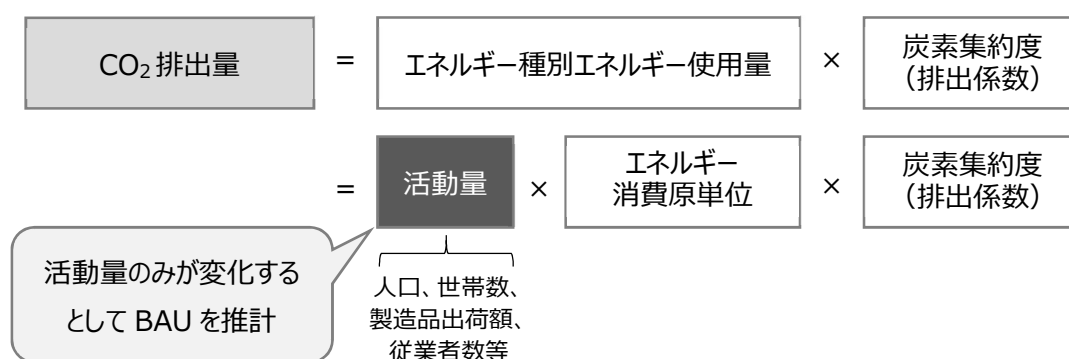 CO₂排出量 = エネルギー種別エネルギー使用量 × 炭素集約度
（排出係数）
= 活動量 × エネルギー
消費原単位 × 炭素集約度
（排出係数）
活動量のみが変化する
として BAU を推計
人口、世帯数、
製造品出荷額、
従業者数等